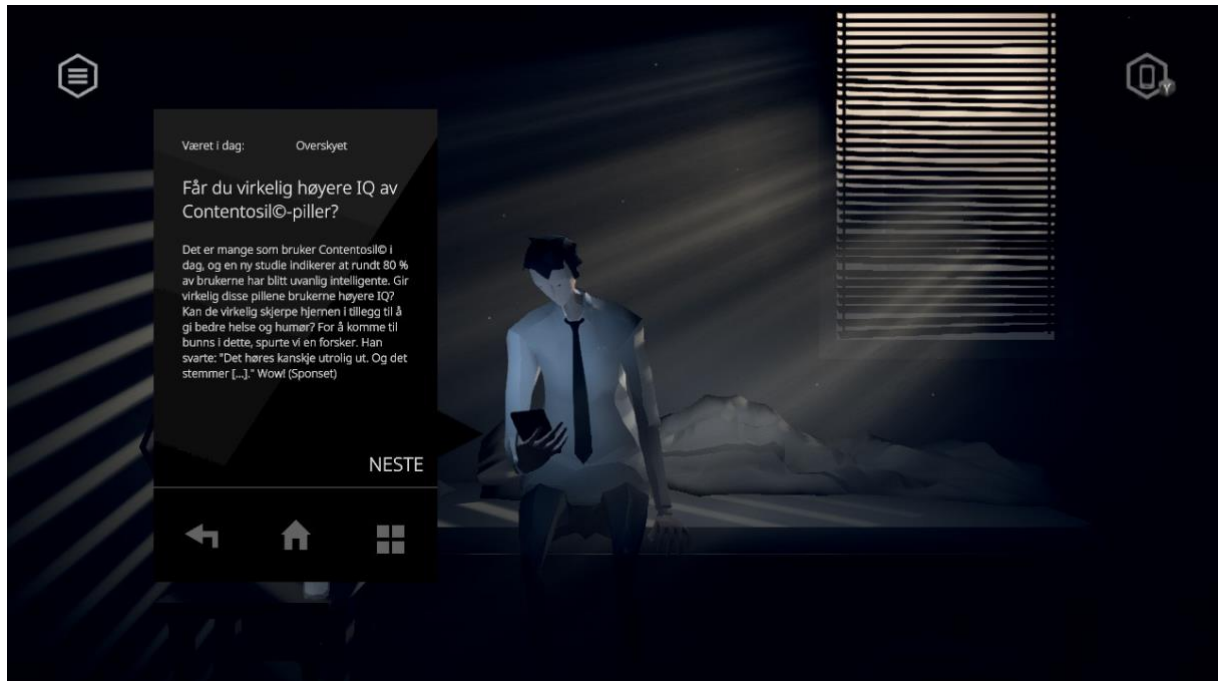 Været i dag: Overskyet
Får du virkelig høyere IQ av
Contentosil©-piller?
Det er mange som bruker Contentosil© i
dag, og en ny studie indikerer at rundt 80 %
av brukerne har blitt uvanlig intelligente. Gir
virkelig disse pillene brukerne høyere IQ?
Kan de virkelig skjerpe hjernen i tillegg til å
gi bedre helse og humør? For å komme til
bunns i dette, spurte vi en forsker. Han
svarte: "Det høres kanskje utrolig ut. Og det
stemmer [...]." Wow! (Sponset)
NESTE
Y